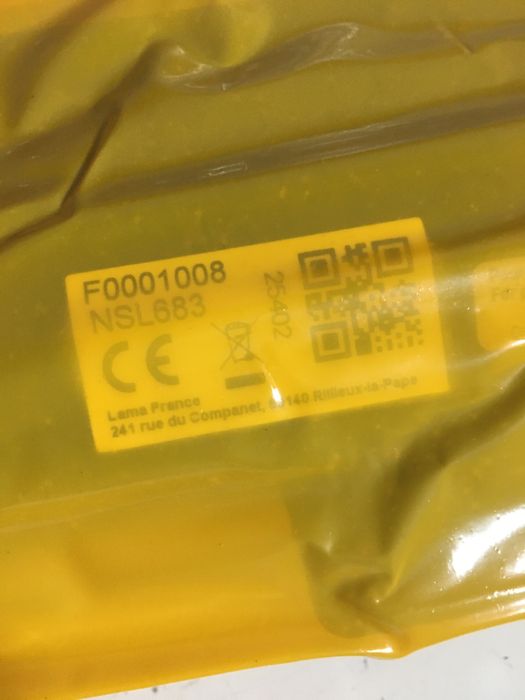 F0001008
NSL683
25402
CE
Lama France
241 rue du Companet, 69140 Rillieux-la-Pape